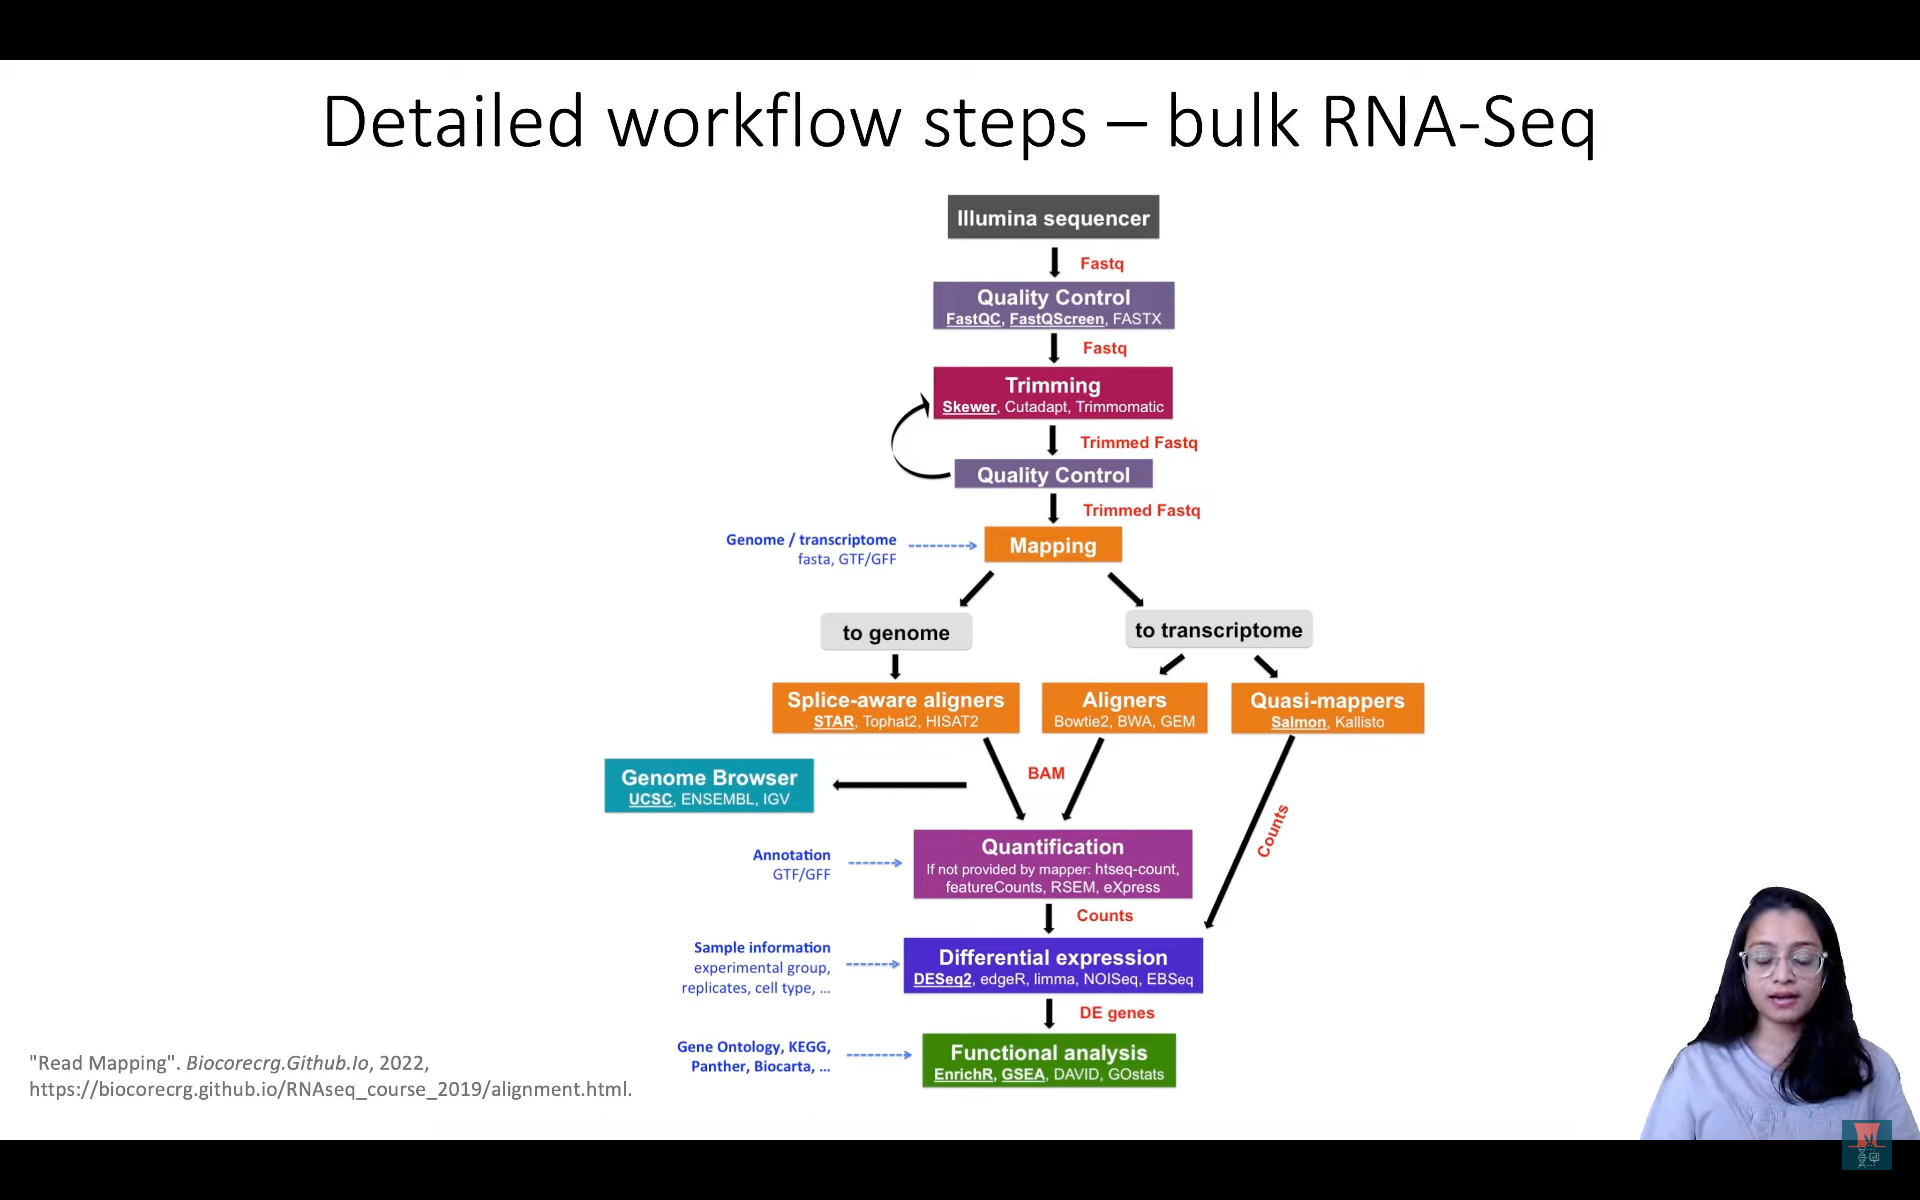 Detailed workflow steps – bulk RNA-Seq
Illumina sequencer
Fastq
Quality Control
FastQC, FastQScreen, FASTX
Fastq
Trimming
Skewer, Cutadapt, Trimmomatic
Trimmed Fastq
Quality Control
Trimmed Fastq
Genome / transcriptome
fasta, GTF/GFF
Mapping
to genome
to transcriptome
Splice-aware aligners
STAR, Tophat2, HISAT2
Aligners
Bowtie2, BWA, GEM
Quasi-mappers
Salmon, Kallisto
BAM
Genome Browser
UCSC, ENSEMBL, IGV
Counts
Annotation
GTF/GFF
Quantification
If not provided by mapper: htseq-count,
featureCounts, RSEM, eXpress
Counts
Sample information
experimental group,
replicates, cell type, ...
Differential expression
DESeq2, edgeR, limma, NOISeq, EBSeq
DE genes
Gene Ontology, KEGG,
Panther, Biocarta, ...
Functional analysis
EnrichR, GSEA, DAVID, GOstats
"Read Mapping". Biocorecrg.Github.Io, 2022,
https://biocorecrg.github.io/RNAseq_course_2019/alignment.html.